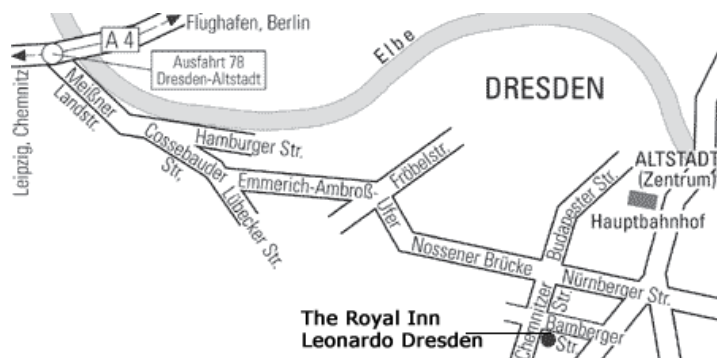 Flughafen, Berlin
A 4
Ausfahrt 78
Dresden-Altstadt
Leipzig, Chemnitz
Meißner
Landstr.
Elbe
DRESDEN
Hamburger Str.
Cossebauder
Str,
Lübecker Str.
Emmerich-Ambroß-
Ufer
Fröbelstr.
ALTSTADT
(Zentrum)
Hauptbahnhof
Budapester Str.
Nossener Brücke
Nürnberger Str.
Chemnitzer
Str.
Bamberger
Str.
The Royal Inn
Leonardo Dresden